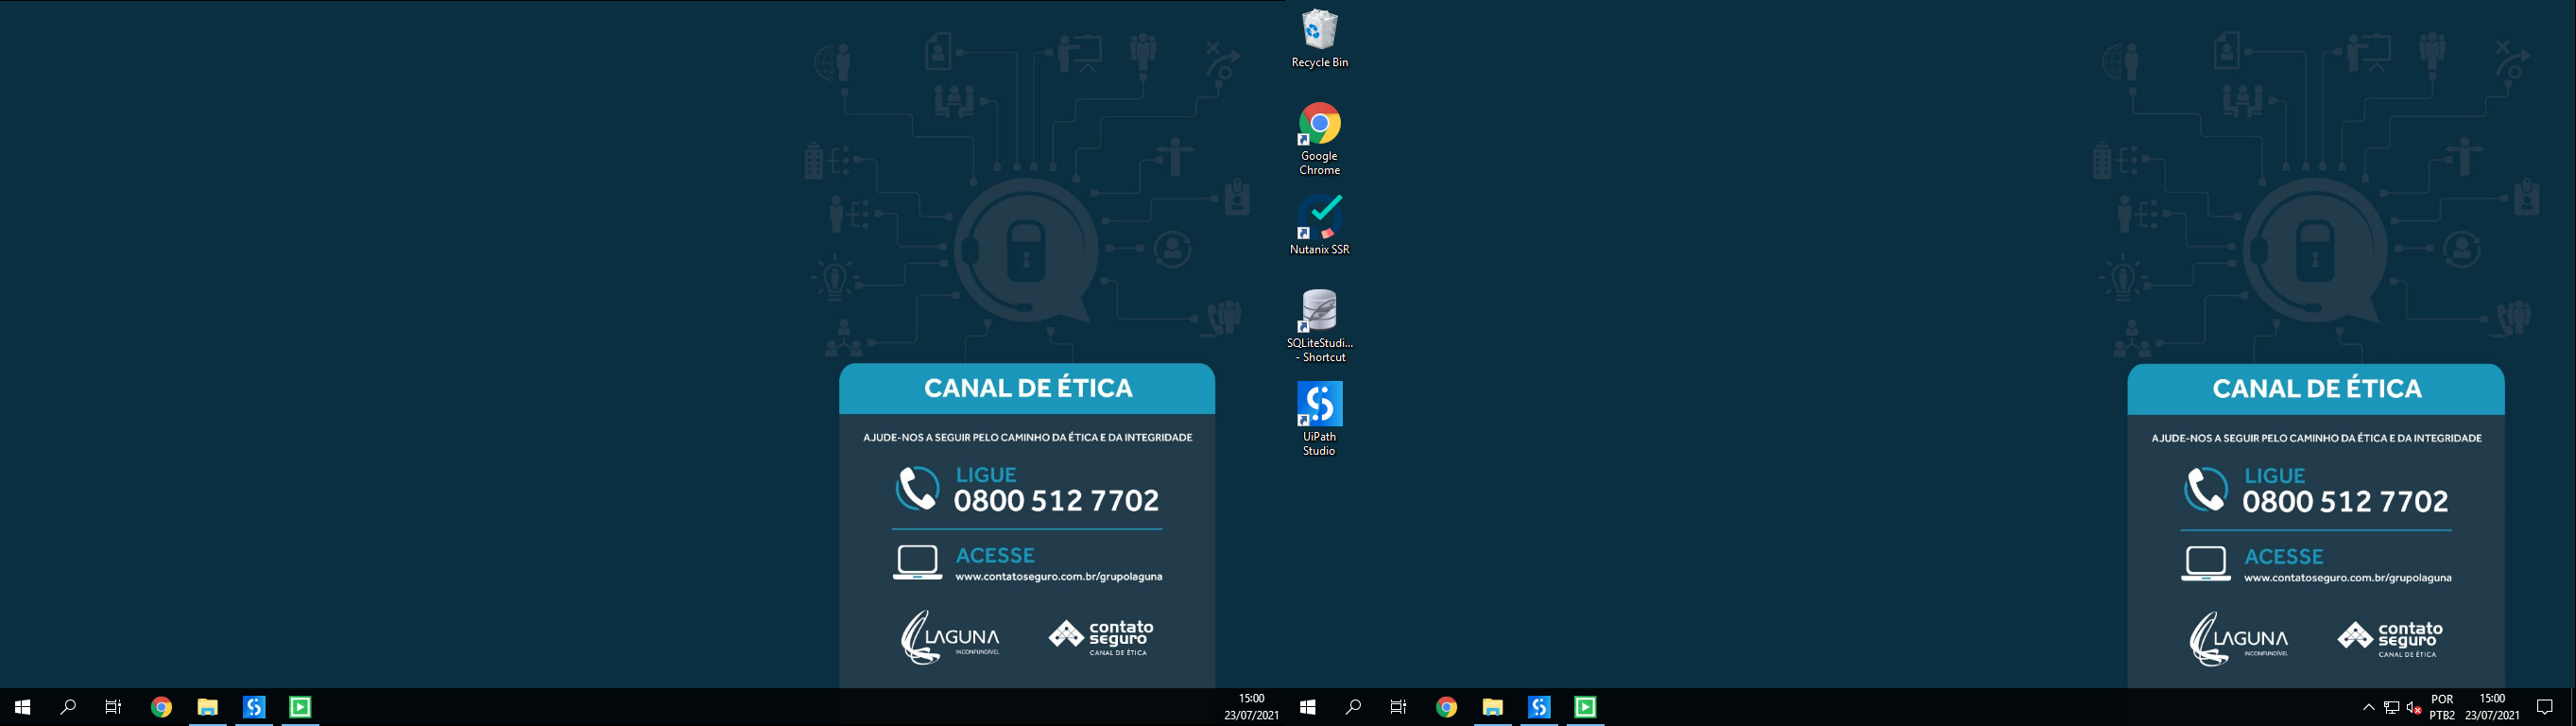 CANAL DE ÉTICA
AJUDE-NOS A SEGUIR PELO CAMINHO DA ÉTICA E DA INTEGRIDADE
LIGUE
0800 512 7702
ACESSE
www.contatoseguro.com.br/grupolaguna
LAGUNA
INCONFUNDÍVEL
contato
seguro
CANAL DE ÉTICA
15:00
23/07/2021
Recycle Bin
Google
Chrome
Nutanix SSR
SQLiteStudi...
- Shortcut
UiPath
Studio
CANAL DE ÉTICA
AJUDE-NOS A SEGUIR PELO CAMINHO DA ÉTICA E DA INTEGRIDADE
LIGUE
0800 512 7702
ACESSE
www.contatoseguro.com.br/grupolaguna
LAGUNA
INCONFUNDÍVEL
contato
seguro
CANAL DE ÉTICA
POR
PTB2
15:00
23/07/2021